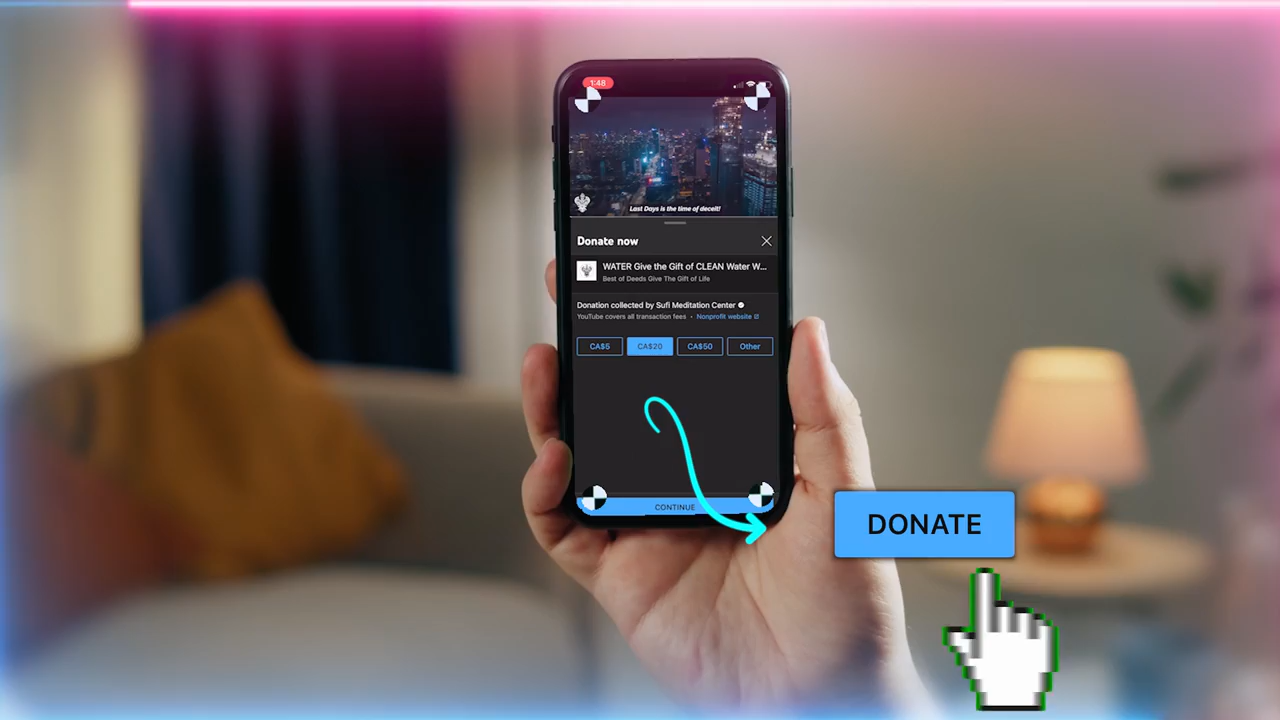 1:48
Last Days is the time of deceit!
Donate now
WATER Give the Gift of CLEAN Water W...
Best of Deeds Give The Gift of Life
Donation collected by Sufi Meditation Center
YouTube covers all transaction fees • Nonprofit website
CA$5 CA$20 CA$50 Other
CONTINUE
DONATE